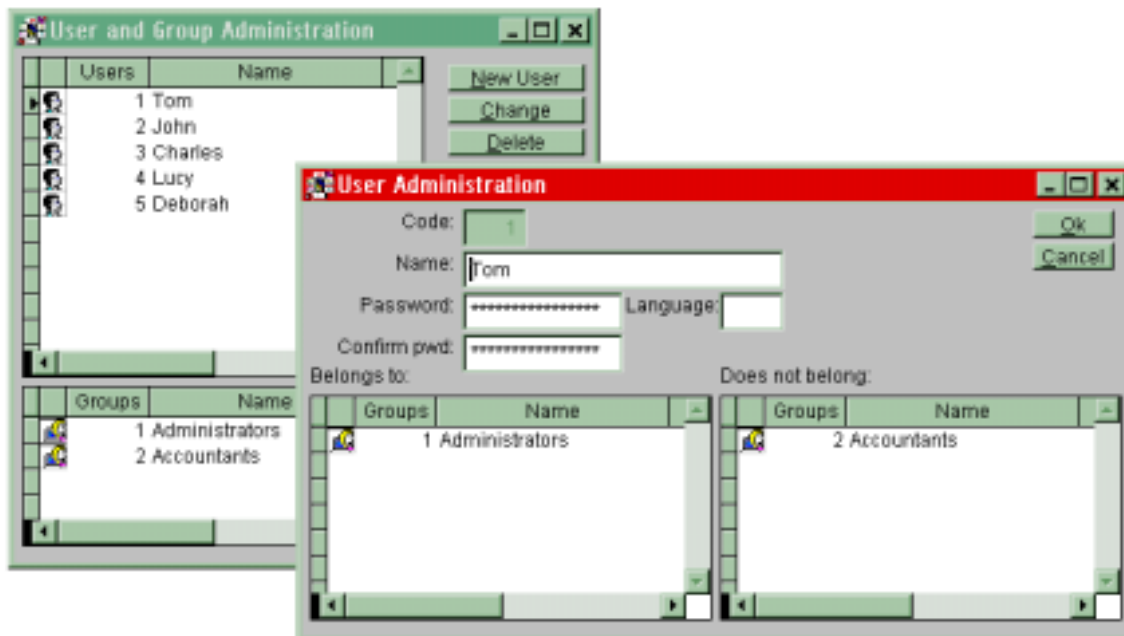 User and Group Administration
Users Name
1 Tom
2 John
3 Charles
4 Lucy
5 Deborah
New User
Change
Delete
Groups Name
1 Administrators
2 Accountants
User Administration
Code: 1
Name: Tom
Password: **************** Language:
Confirm pwd: ****************
Ok
Cancel
Belongs to:
Groups Name
1 Administrators
Does not belong:
Groups Name
2 Accountants